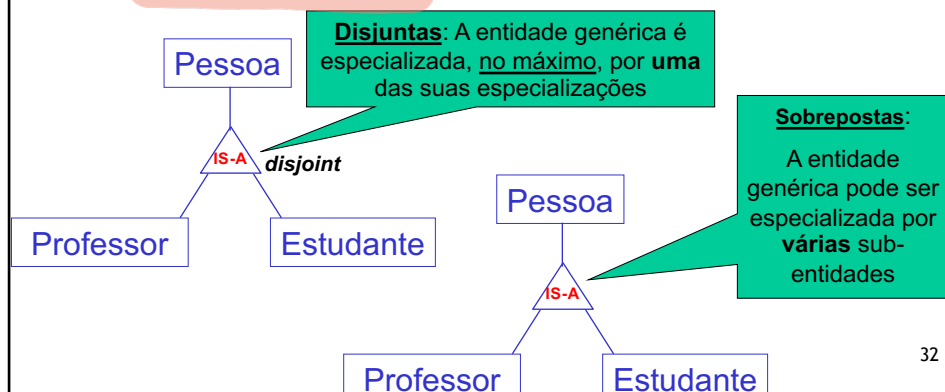 Disjuntas: A entidade genérica é
especializada, no máximo, por uma
das suas especializações
Pessoa
IS-A disjoint
Professor Estudante
Sobrepostas:
A entidade
genérica pode ser
especializada por
várias sub-
entidades
Pessoa
IS-A
Professor Estudante
32